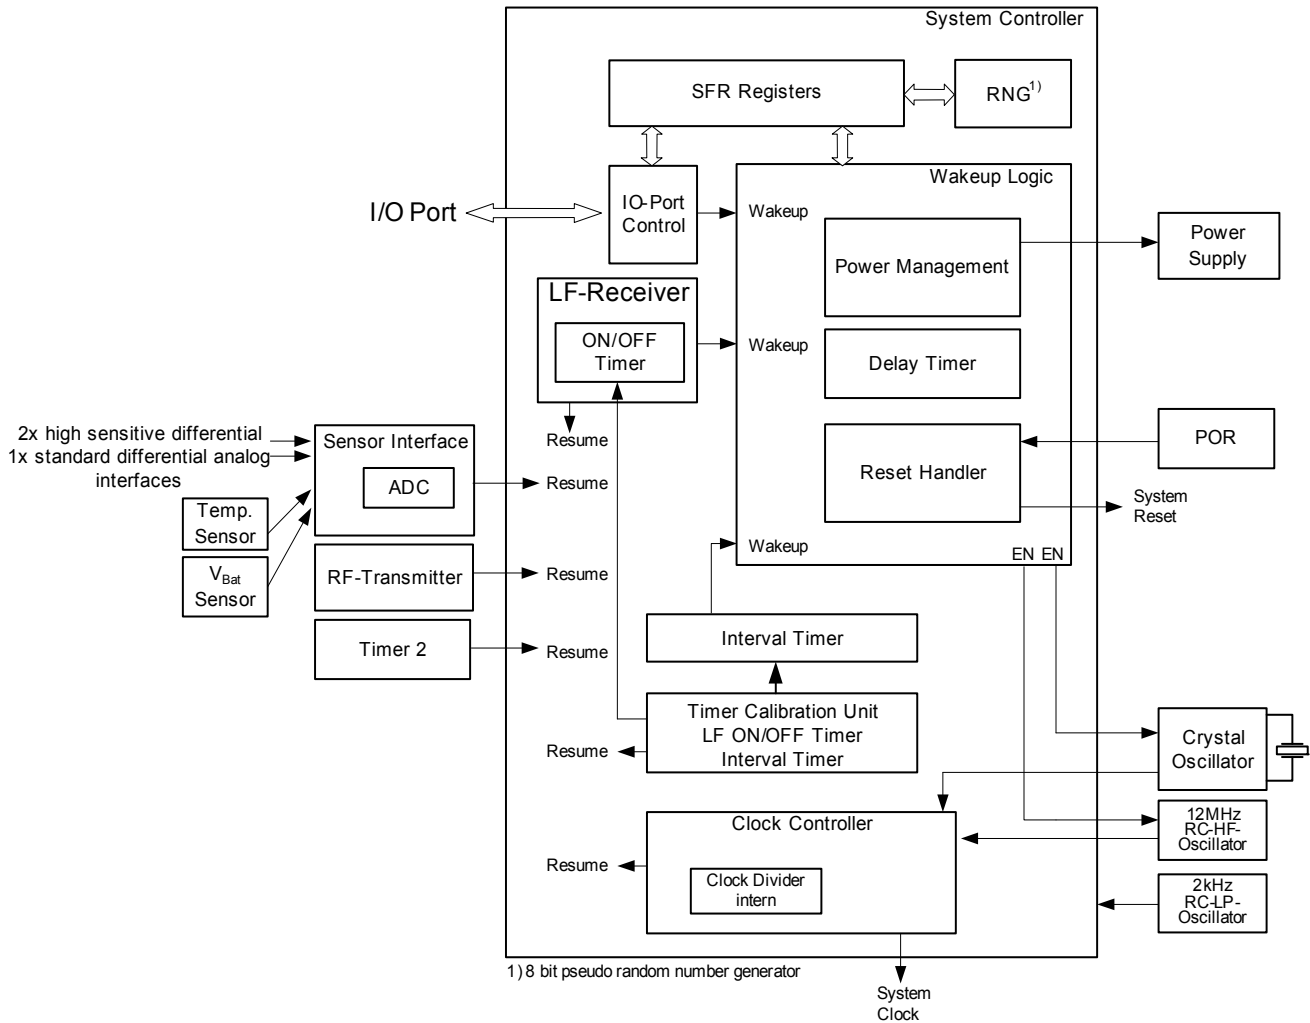 System Controller
SFR Registers
RNG1)
Wakeup Logic
I/O Port
IO-Port
Control
Wakeup
Power Management
Power
Supply
LF-Receiver
ON/OFF
Timer
Wakeup
Delay Timer
2x high sensitive differential
1x standard differential analog
interfaces
Sensor Interface
ADC
Resume
Resume
Reset Handler
POR
System
Reset
Temp.
Sensor
VBat
Sensor
RF-Transmitter
Resume
Wakeup
EN EN
Timer 2
Resume
Interval Timer
Timer Calibration Unit
LF ON/OFF Timer
Interval Timer
Resume
Crystal
Oscillator
Clock Controller
12MHz
RC-HF-
Oscillator
Resume
Clock Divider
intern
2kHz
RC-LP-
Oscillator
1) 8 bit pseudo random number generator
System
Clock